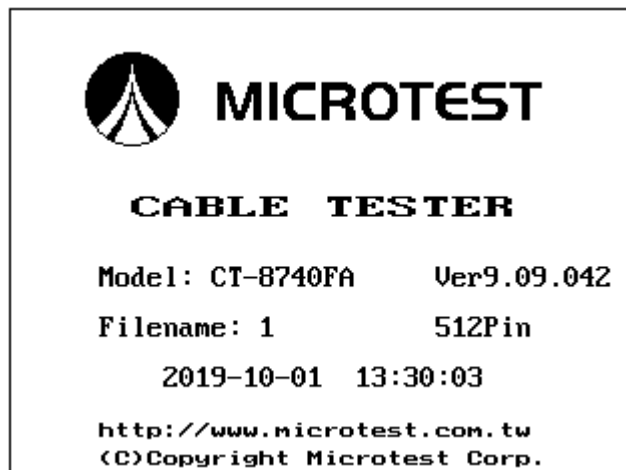 MICROTEST
CABLE TESTER
Model: CT-8740FA Ver9.09.042
Filename: 1 512Pin
2019-10-01 13:30:03
http://www.microtest.com.tw
(C)Copyright Microtest Corp.